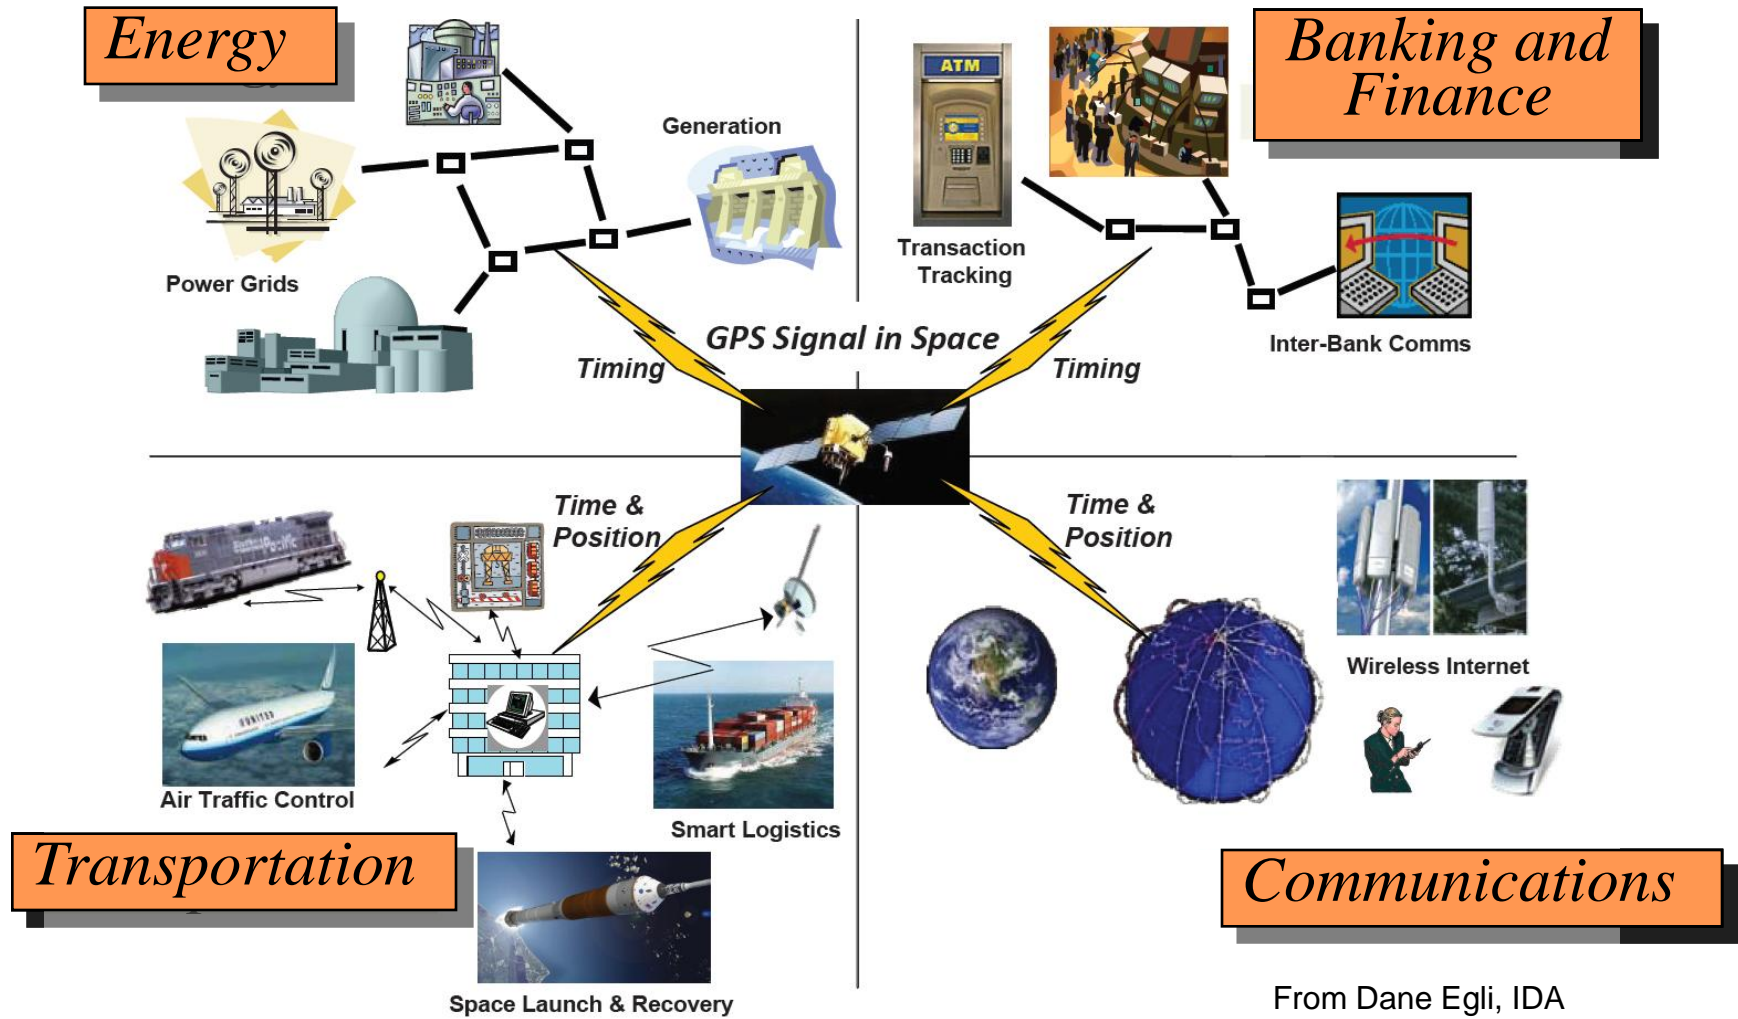 Energy
Generation
Power Grids
Banking and
Finance
ATM
Transaction
Tracking
Inter-Bank Comms
GPS Signal in Space
Timing
Timing
Time &
Position
Time &
Position
UNITED
Air Traffic Control
Smart Logistics
Transportation
Space Launch & Recovery
Wireless Internet
Communications
From Dane Egli, IDA